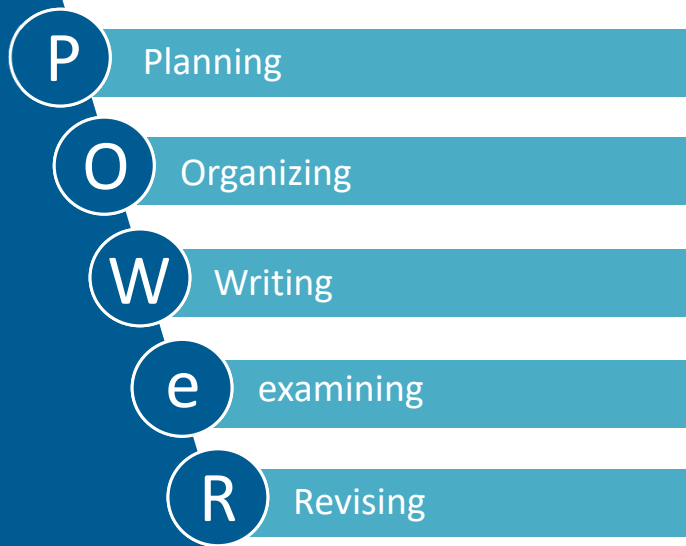 P Planning
O Organizing
W Writing
e examining
R Revising